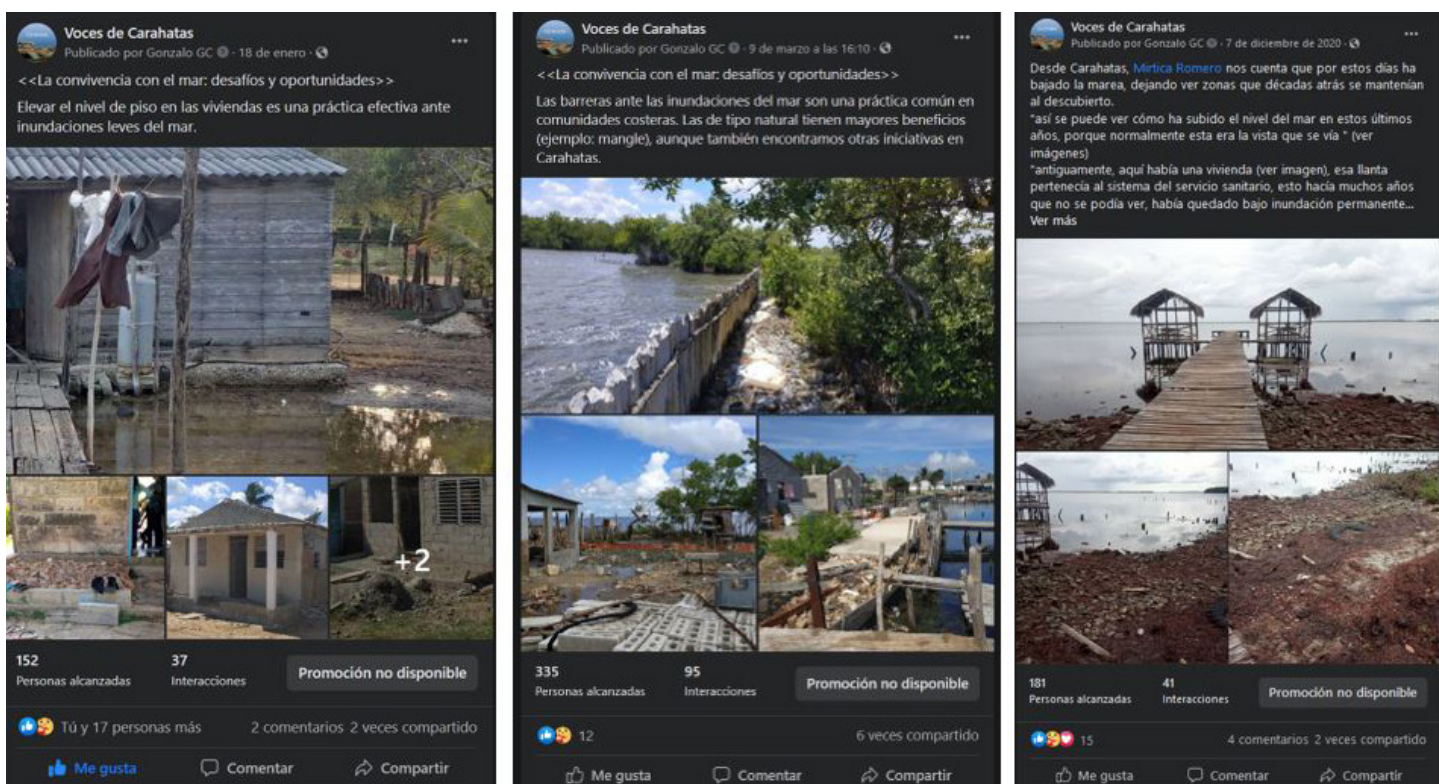 Voces de Carahatas
Publicado por Gonzalo GC · 18 de enero ·
<<La convivencia con el mar: desafíos y oportunidades>>
Elevar el nivel de piso en las viviendas es una práctica efectiva ante
inundaciones leves del mar.
+2
152
Personas alcanzadas
37
Interacciones
Promoción no disponible
Tú y 17 personas más
2 comentarios 2 veces compartido
Me gusta
Comentar
Compartir
Voces de Carahatas
Publicado por Gonzalo GC · 9 de marzo a las 16:10 ·
<<La convivencia con el mar: desafíos y oportunidades>>
Las barreras ante las inundaciones del mar son una práctica común en
comunidades costeras. Las de tipo natural tienen mayores beneficios
(ejemplo: mangle), aunque también encontramos otras iniciativas en
Carahatas.
335
Personas alcanzadas
95
Interacciones
Promoción no disponible
12
6 veces compartido
Me gusta
Comentar
Compartir
Voces de Carahatas
Publicado por Gonzalo GC · 7 de diciembre de 2020 ·
Desde Carahatas, Mirtica Romero nos cuenta que por estos días ha
bajado la marea, dejando ver zonas que décadas atrás se mantenían
al descubierto.
"así se puede ver cómo ha subido el nivel del mar en estos últimos
años, porque normalmente esta era la vista que se vía " (ver
imágenes)
"antiguamente, aquí había una vivienda (ver imagen), esa llanta
pertenecía al sistema del servicio sanitario, esto hacía muchos años
que no se podía ver, había quedado bajo inundación permanente...
Ver más
181
Personas alcanzadas
41
Interacciones
Promoción no disponible
15
4 comentarios 2 veces compartido
Me gusta
Comentar
Compartir